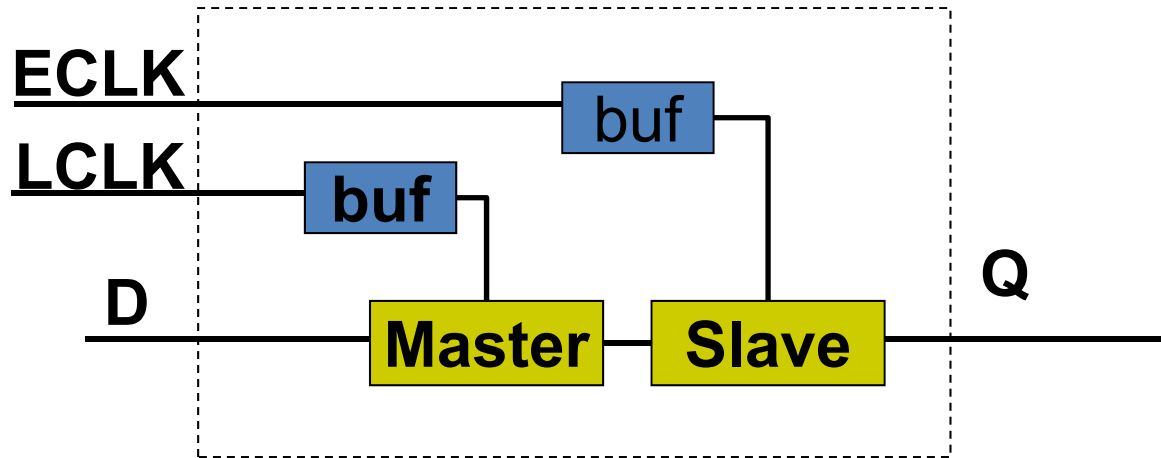 ECLK
buf
LCLK
buf
D
Q
Master
Slave